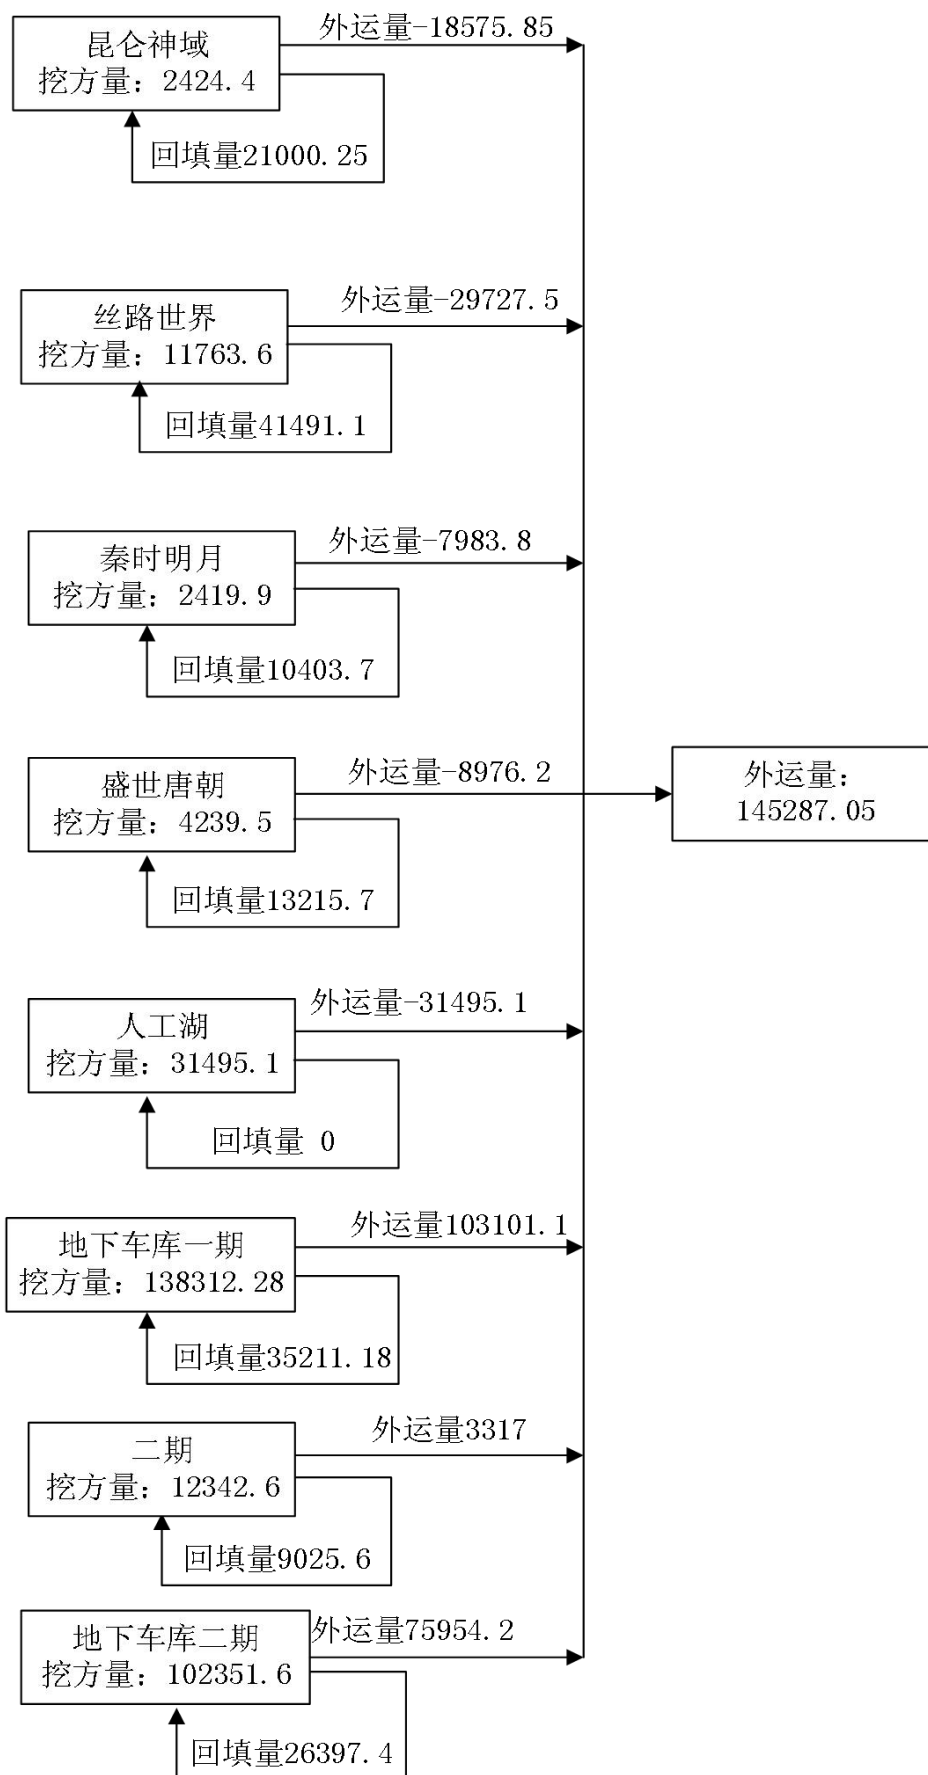 外运量-18575.85
昆仑神域
挖方量：2424.4
回填量21000.25
外运量-29727.5
丝路世界
挖方量：11763.6
回填量41491.1
外运量-7983.8
秦时明月
挖方量：2419.9
回填量10403.7
外运量-8976.2
盛世唐朝
挖方量：4239.5
回填量13215.7
外运量：
145287.05
外运量-31495.1
人工湖
挖方量：31495.1
回填量 0
外运量103101.1
地下车库一期
挖方量：138312.28
回填量35211.18
外运量3317
二期
挖方量：12342.6
回填量9025.6
外运量75954.2
地下车库二期
挖方量：102351.6
回填量26397.4